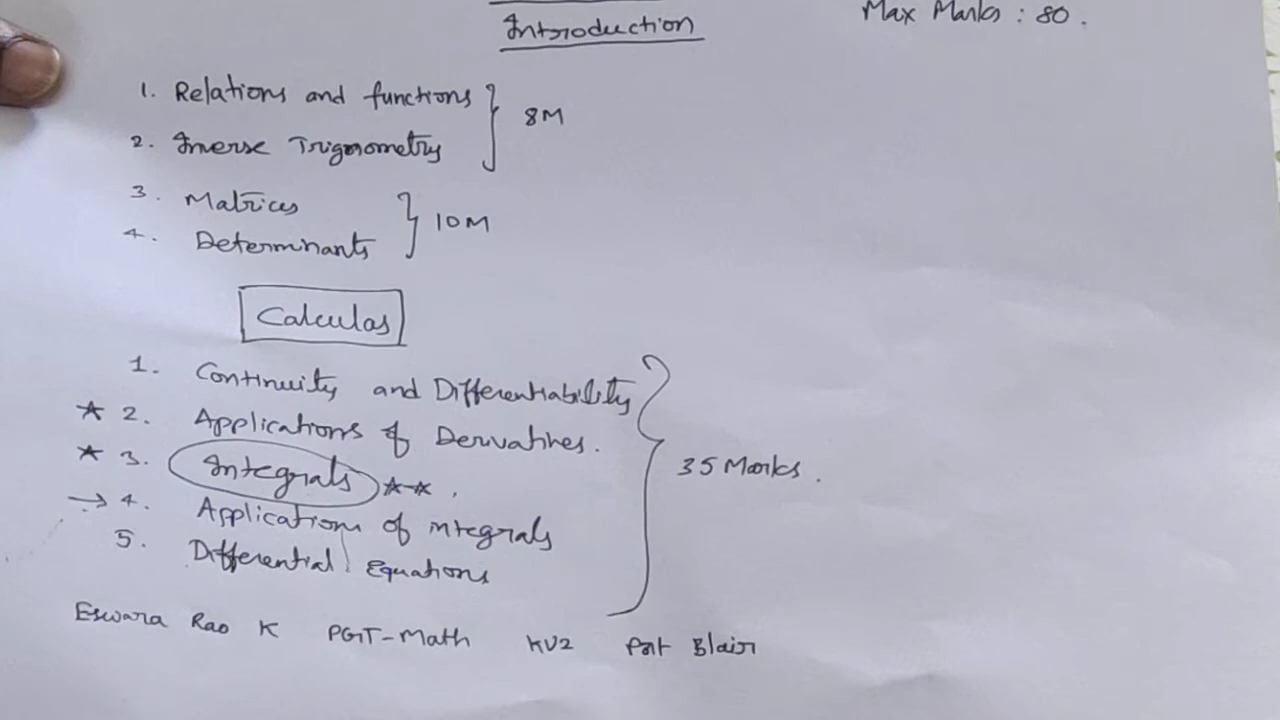 Introduction
Max Marks : 80.
1. Relations and functions
2. Inverse Trigonometry
8M
3. Matrices
4. Determinants
10M
Calculas
1. Continuity and Differentiability
★ 2. Applications of Dervatives.
★ 3. Integrals ★★.
→ 4. Applications of integrals
5. Differential Equations
35 Marks.
Eswara Rao K PGT-Math KV2 Port Blair